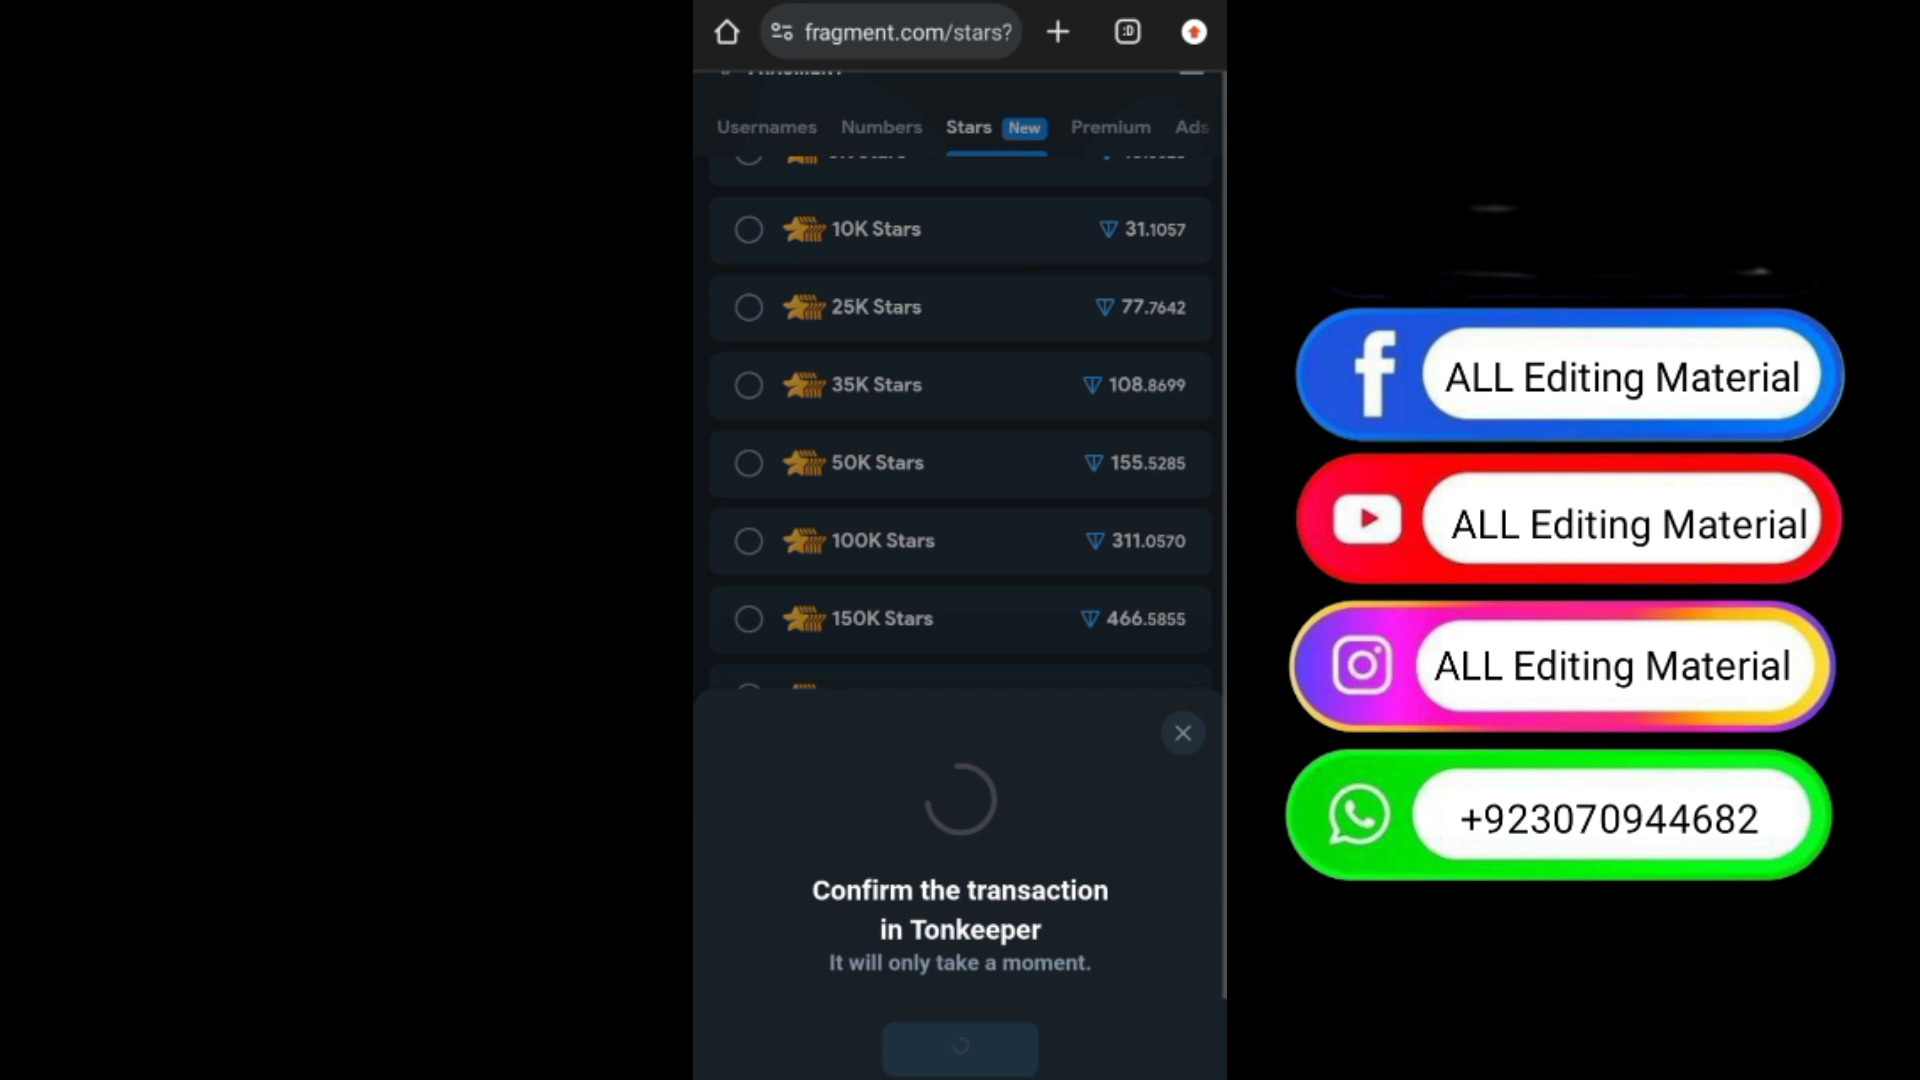 fragment.com/stars?
:D
Usernames Numbers Stars New Premium Ads
10K Stars 31.1057
25K Stars 77.7642
35K Stars 108.8699
50K Stars 155.5285
100K Stars 311.0570
150K Stars 466.5855
Confirm the transaction
in Tonkeeper
It will only take a moment.
ALL Editing Material
ALL Editing Material
ALL Editing Material
+923070944682